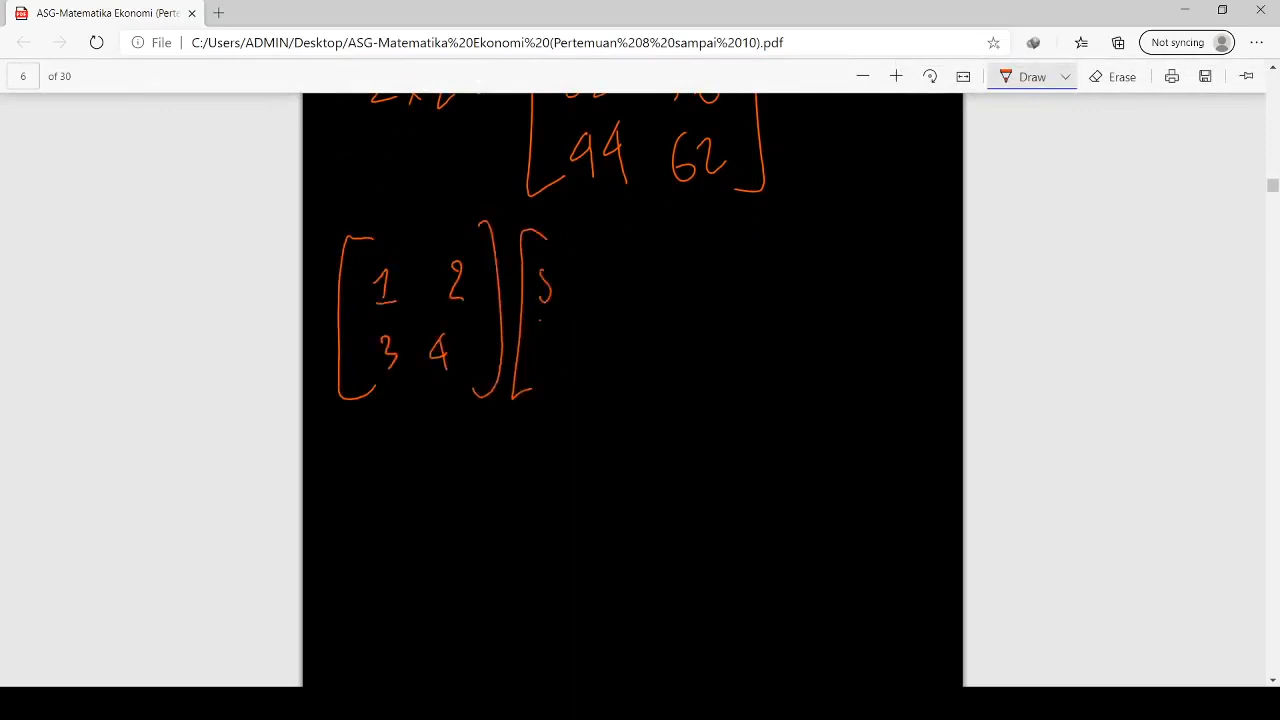 ASG-Matematika Ekonomi (Perte
File C:/Users/ADMIN/Desktop/ASG-Matematika%20Ekonomi%20(Pertemuan%208%20sampai%2010).pdf Not syncing
6 of 30 Draw Erase
44 62
1 2 5
3 4